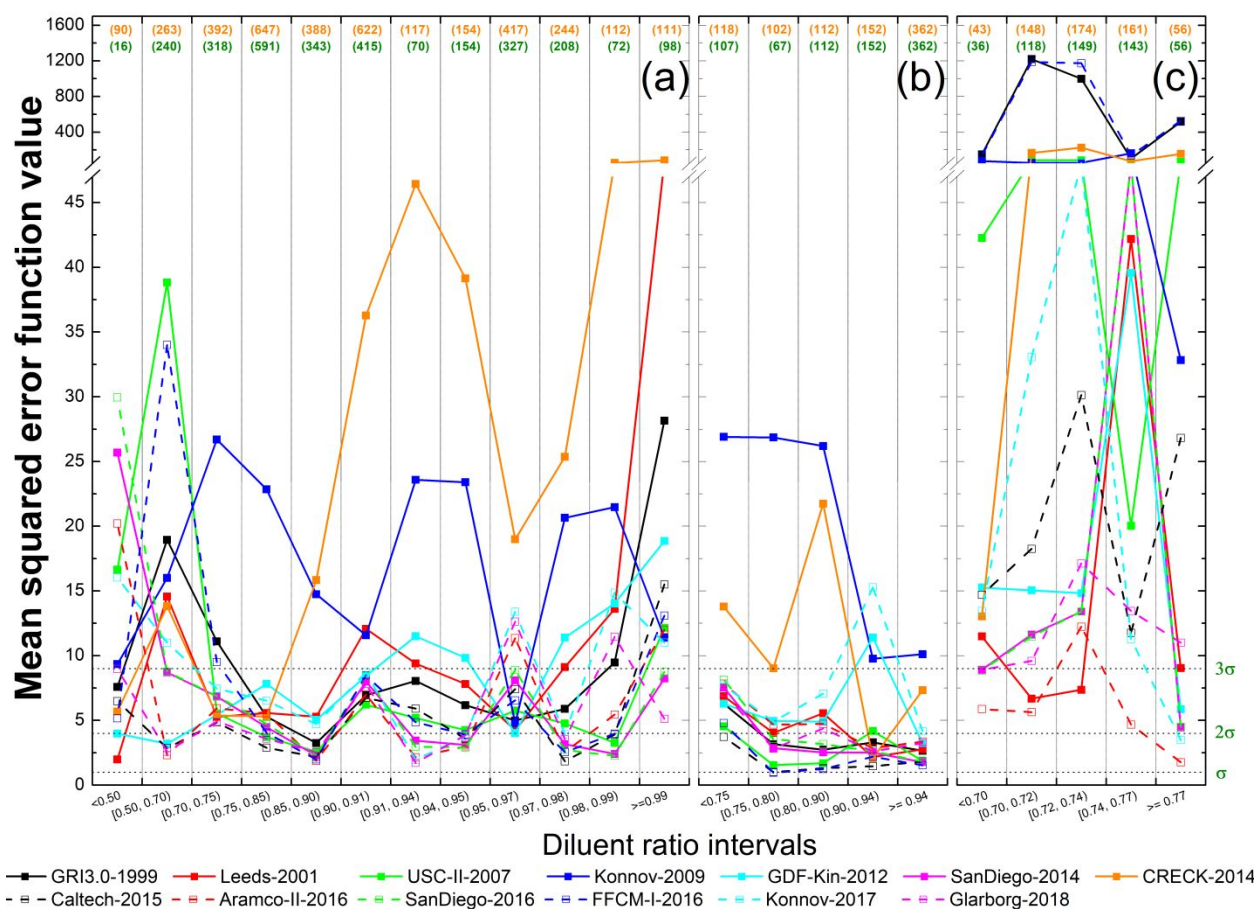 (90) (263) (392) (647) (388) (622) (117) (154) (417) (244) (112) (111) (118) (102) (112) (152) (362) (43) (148) (174) (161) (56)
(16) (240) (318) (591) (343) (415) (70) (154) (327) (208) (72) (98) (107) (67) (112) (152) (362) (36) (118) (149) (143) (56)
(a) (b) (c)
Mean squared error function value
1600
1200
800
400
45
40
35
30
25
20
15
10
5
0
3σ
2σ
σ
<0.50 [0.50, 0.70) [0.70, 0.75) [0.75, 0.85) [0.85, 0.90) [0.90, 0.91) [0.91, 0.94) [0.94, 0.95) [0.95, 0.97) [0.97, 0.98) [0.98, 0.99) >=0.99 <0.75 [0.75, 0.80) [0.80, 0.90) [0.90, 0.94) >= 0.94 <0.70 [0.70, 0.72) [0.72, 0.74) [0.74, 0.77) >= 0.77
Diluent ratio intervals
GRI3.0-1999 Leeds-2001 USC-II-2007 Konnov-2009 GDF-Kin-2012 SanDiego-2014 CRECK-2014
Caltech-2015 Aramco-II-2016 SanDiego-2016 FFCM-I-2016 Konnov-2017 Glarborg-2018